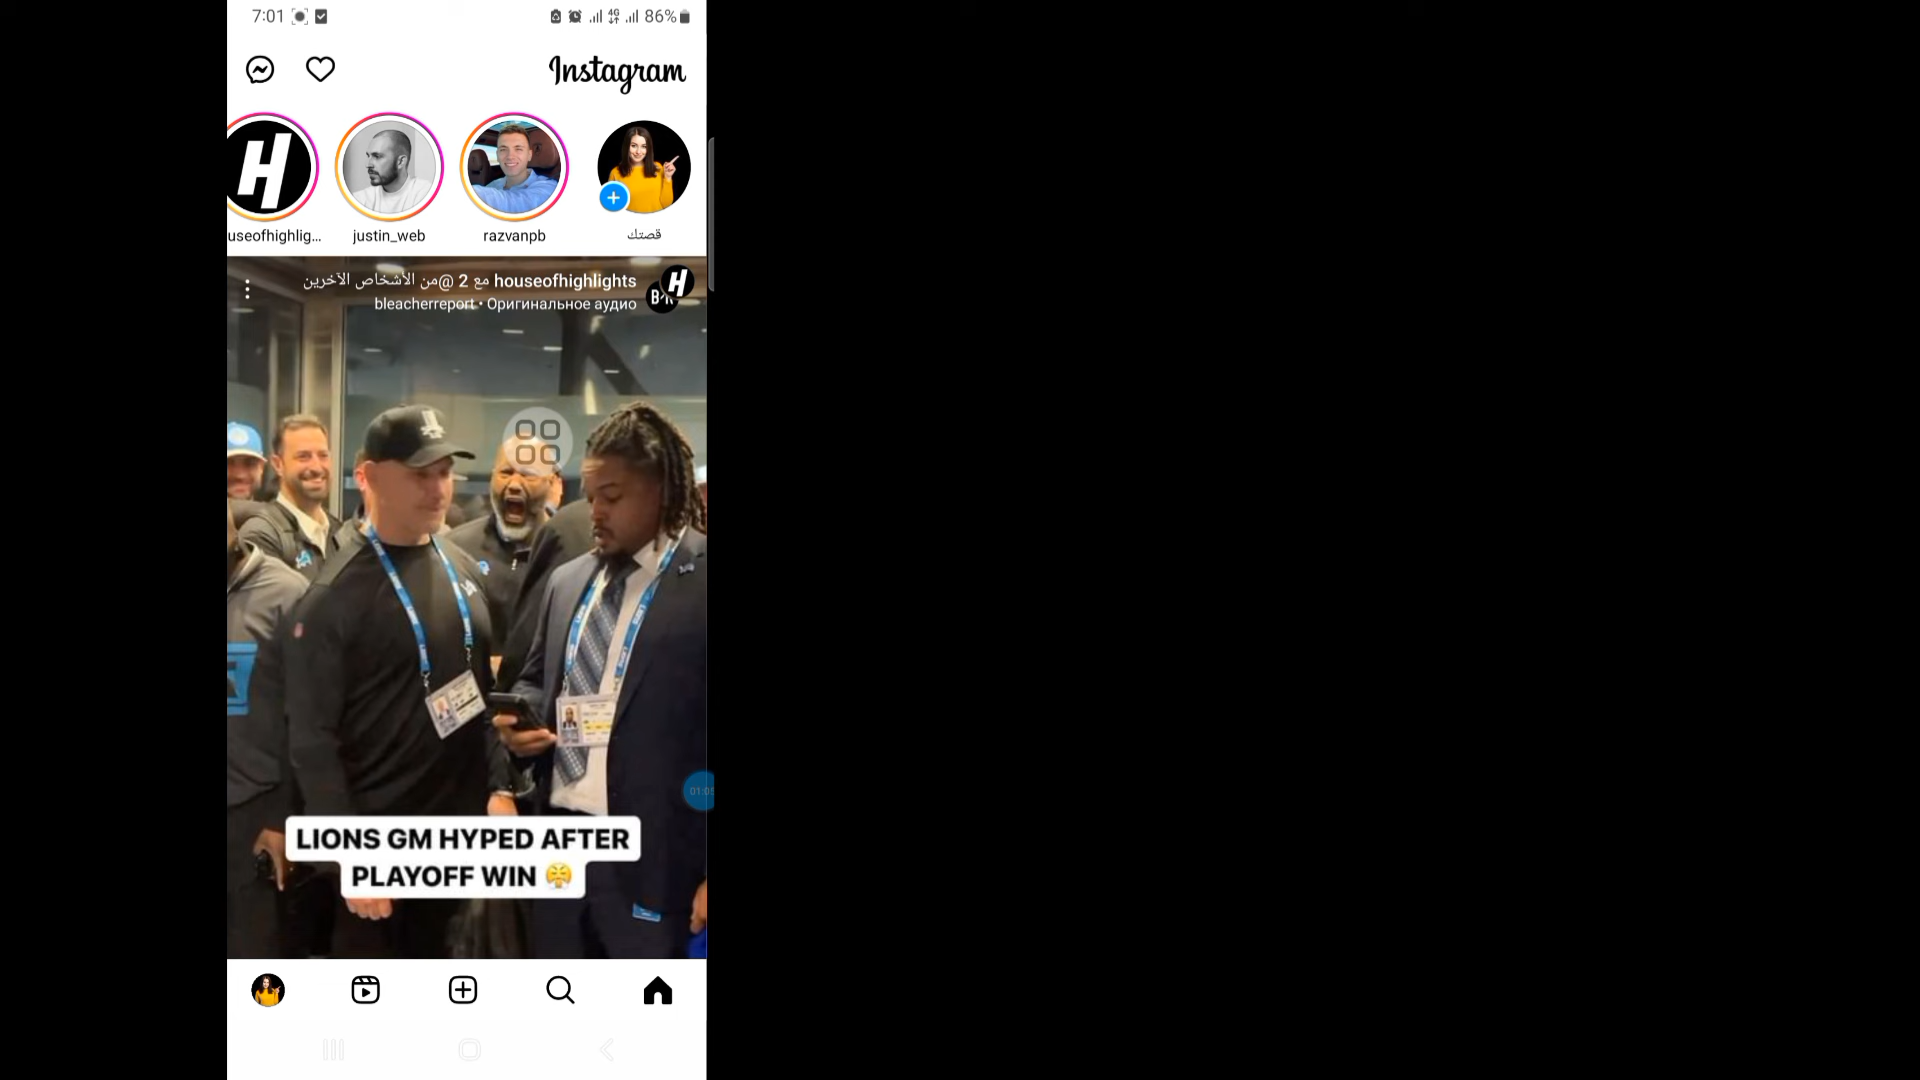 7:01
4G 86%
Instagram
useofhighlig...
justin_web
razvanpb
قصتك
houseofhighlights مع 2 @من الأشخاص الآخرين
bleacherreport • Оригинальное аудио
B/R
H
LIONS GM HYPED AFTER
PLAYOFF WIN 😤